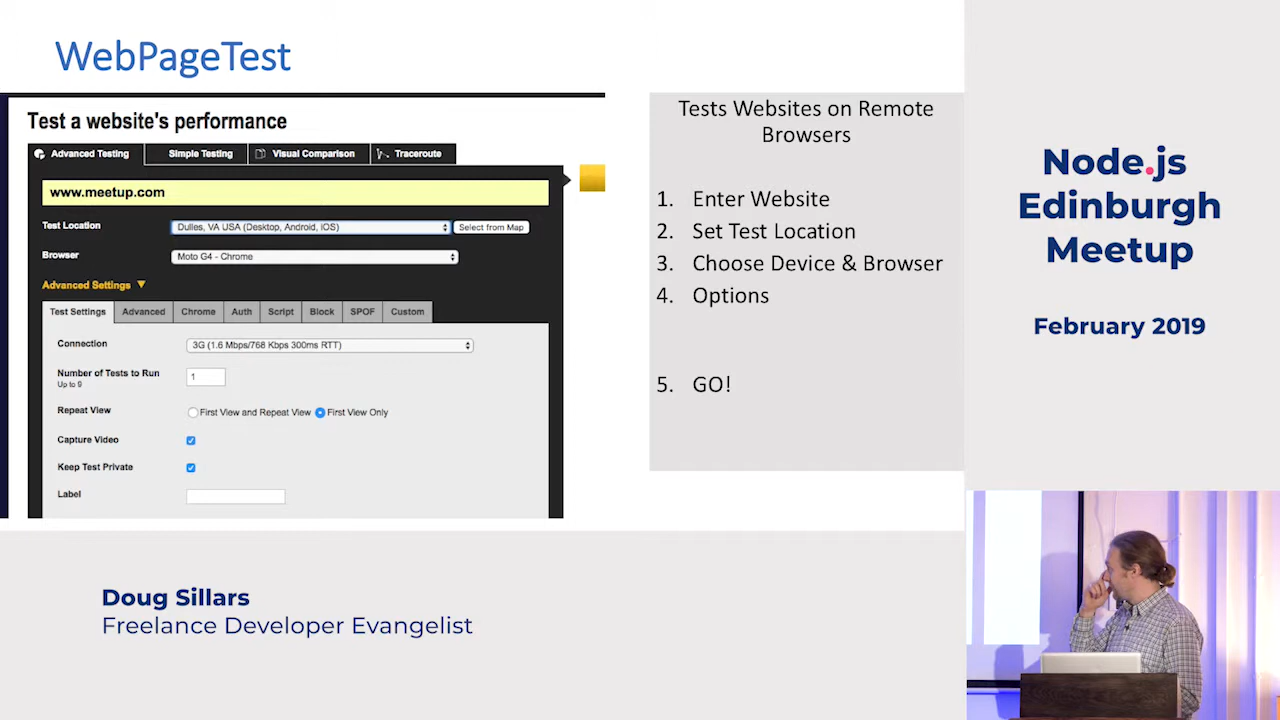 WebPageTest
Test a website's performance
Advanced Testing
Simple Testing
Visual Comparison
Traceroute
www.meetup.com
Test Location
Dulles, VA USA (Desktop, Android, iOS)
Select from Map
Browser
Moto G4 - Chrome
Advanced Settings
Test Settings
Advanced
Chrome
Auth
Script
Block
SPOF
Custom
Connection
3G (1.6 Mbps/768 Kbps 300ms RTT)
Number of Tests to Run
Up to 9
1
Repeat View
First View and Repeat View
First View Only
Capture Video
Keep Test Private
Label
Tests Websites on Remote
Browsers
1. Enter Website
2. Set Test Location
3. Choose Device & Browser
4. Options
5. GO!
Node.js
Edinburgh
Meetup
February 2019
Doug Sillars
Freelance Developer Evangelist